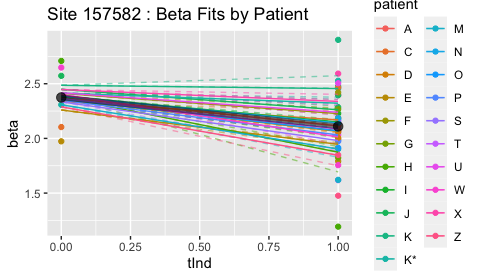 Site 157582 : Beta Fits by Patient
beta
2.5
2.0
1.5
0.00
0.25
0.50
0.75
1.00
tInd
patient
A
C
D
E
F
G
H
I
J
K
K*
M
N
O
P
S
T
U
W
X
Z